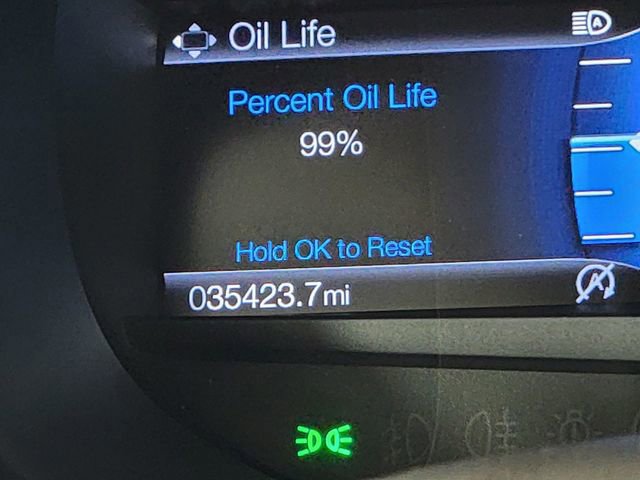 Oil Life
A
Percent Oil Life
99%
Hold OK to Reset
035423.7mi
A